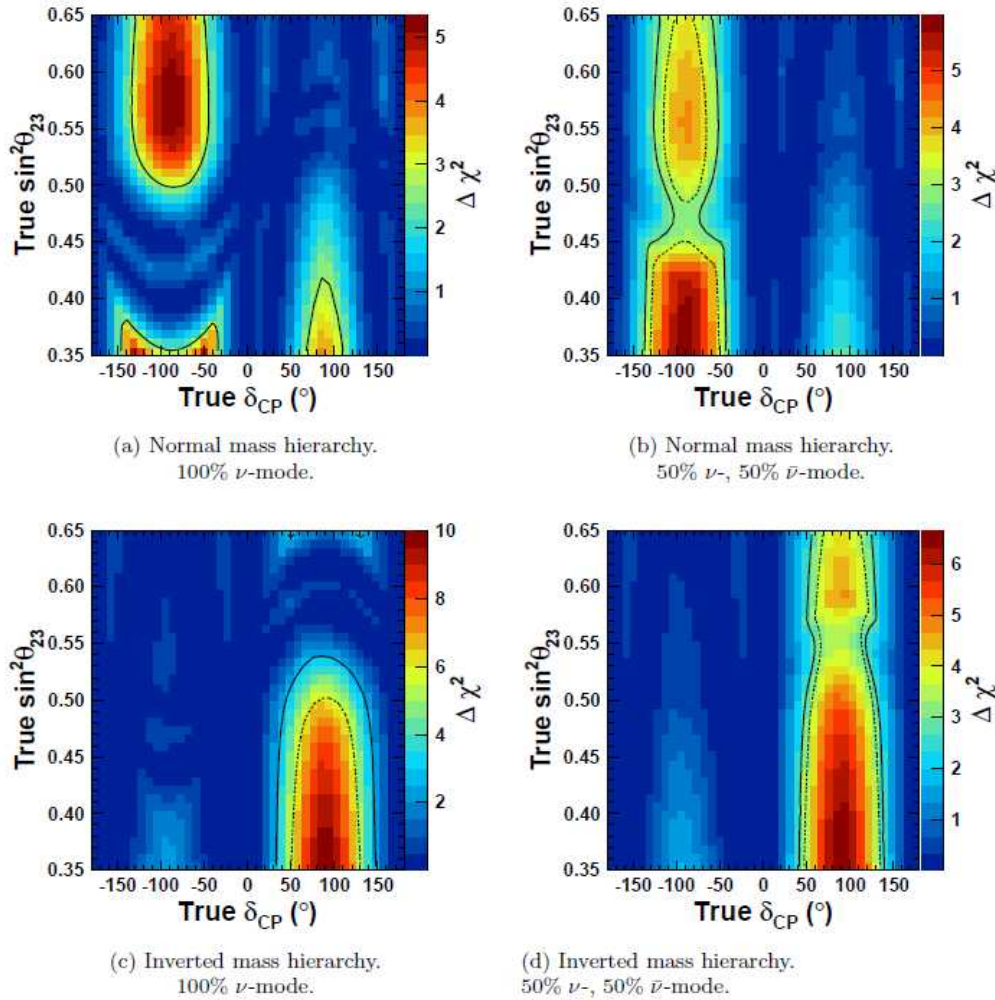 0.65
0.60
0.55
0.50
0.45
0.40
0.35
True sin²θ₂₃
-150 -100 -50 0 50 100 150
True δCP (°)
5
4
3
2
1
Δ χ²
(a) Normal mass hierarchy.
100% ν-mode.
0.65
0.60
0.55
0.50
0.45
0.40
0.35
True sin²θ₂₃
-150 -100 -50 0 50 100 150
True δCP (°)
5
4
3
2
1
Δ χ²
(b) Normal mass hierarchy.
50% ν-, 50% ν̄-mode.
0.65
0.60
0.55
0.50
0.45
0.40
0.35
True sin²θ₂₃
-150 -100 -50 0 50 100 150
True δCP (°)
10
8
6
4
2
Δ χ²
(c) Inverted mass hierarchy.
100% ν-mode.
0.65
0.60
0.55
0.50
0.45
0.40
0.35
True sin²θ₂₃
-150 -100 -50 0 50 100 150
True δCP (°)
6
5
4
3
2
1
Δ χ²
(d) Inverted mass hierarchy.
50% ν-, 50% ν̄-mode.